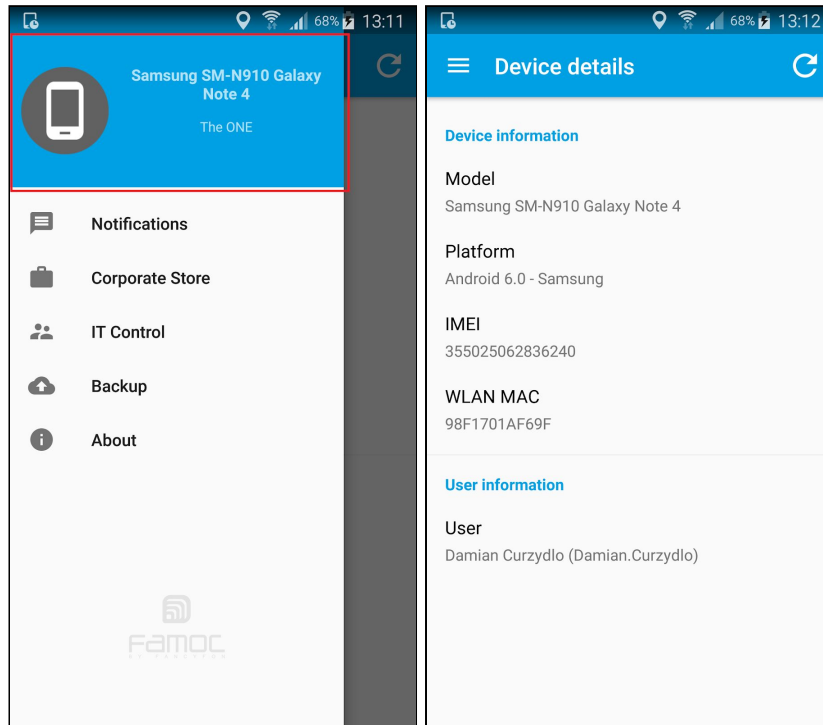 68% 13:11
Samsung SM-N910 Galaxy
Note 4
The ONE
Notifications
Corporate Store
IT Control
Backup
About
Famoc
68% 13:12
Device details
Device information
Model
Samsung SM-N910 Galaxy Note 4
Platform
Android 6.0 - Samsung
IMEI
355025062836240
WLAN MAC
98F1701AF69F
User information
User
Damian Curzydlo (Damian.Curzydlo)